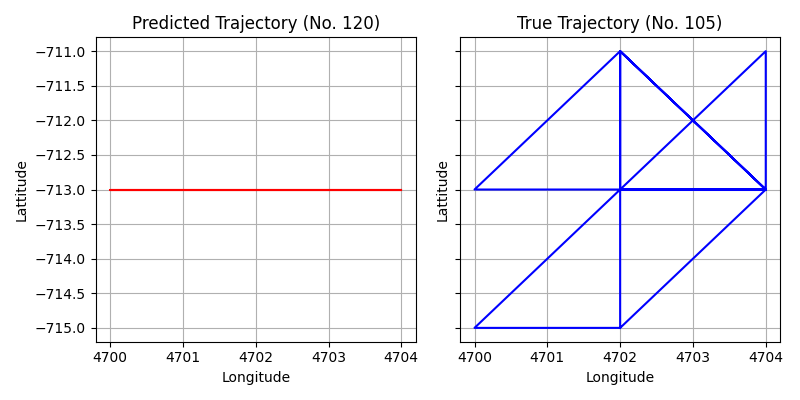 Predicted Trajectory (No. 120)
True Trajectory (No. 105)
−711.0
−711.5
−712.0
−712.5
−713.0
−713.5
−714.0
−714.5
−715.0
Lattitude
Lattitude
4700 4701 4702 4703 4704
4700 4701 4702 4703 4704
Longitude
Longitude